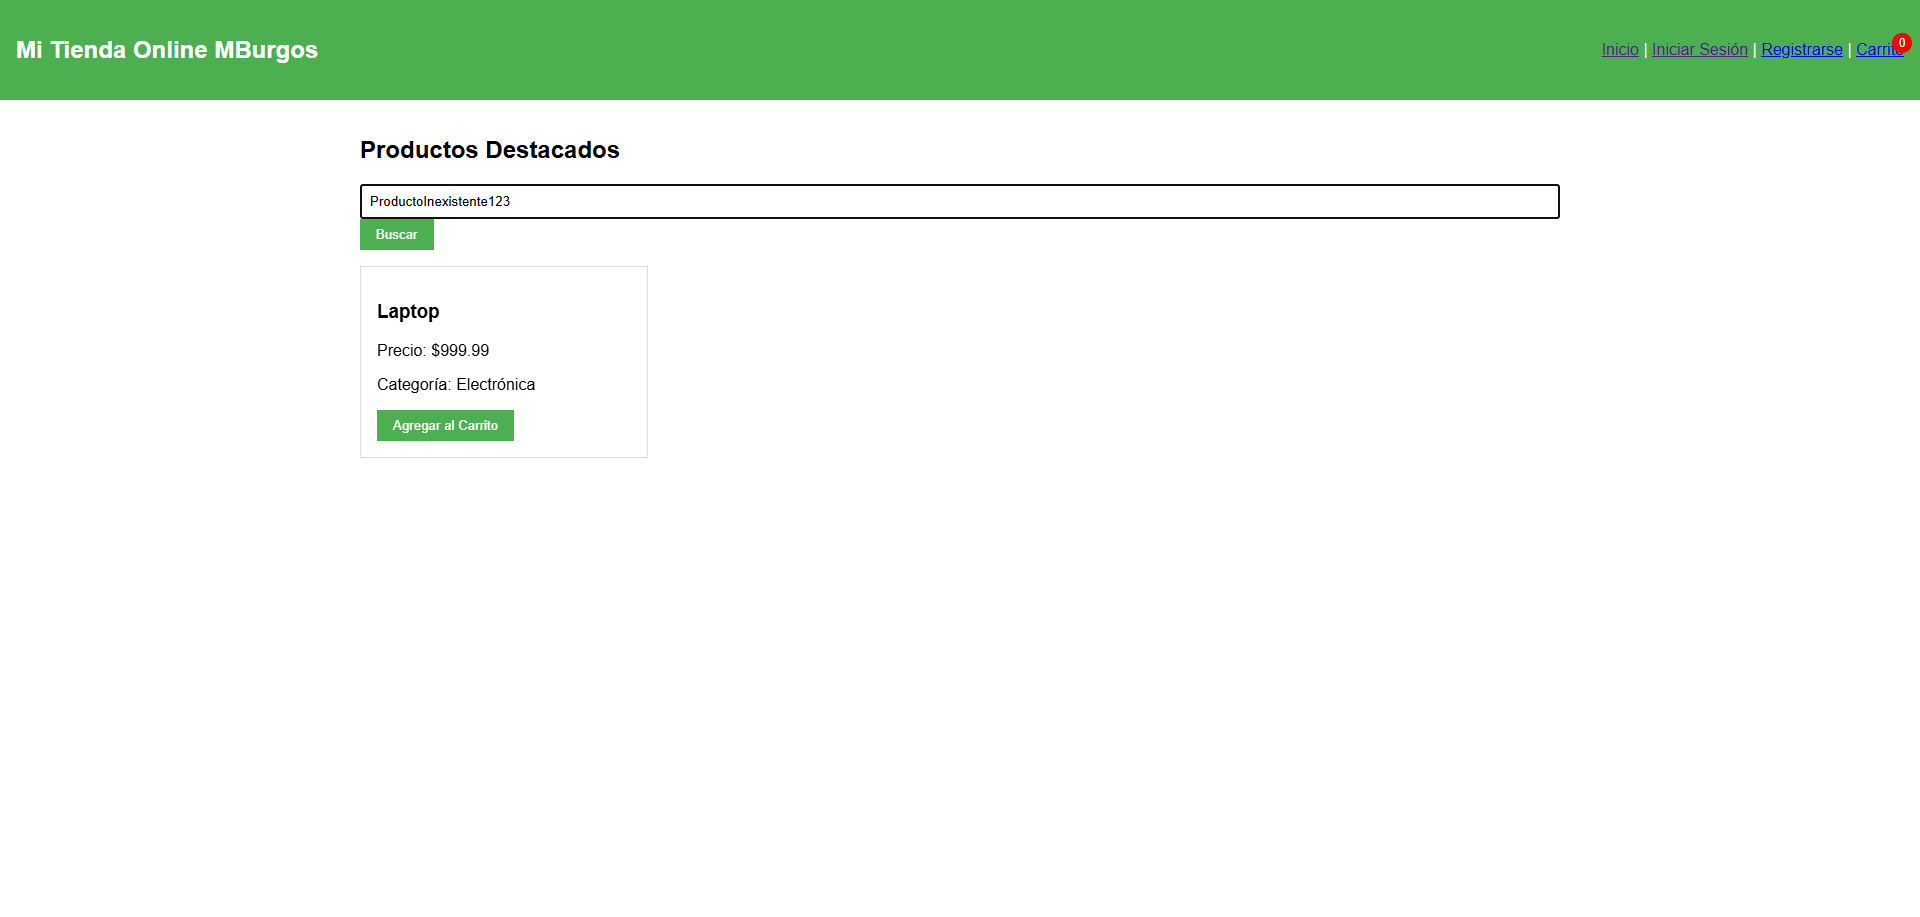 Mi Tienda Online MBurgos
Inicio | Iniciar Sesión | Registrarse | Carrito 0
Productos Destacados
ProductoInexistente123
Buscar
Laptop
Precio: $999.99
Categoría: Electrónica
Agregar al Carrito